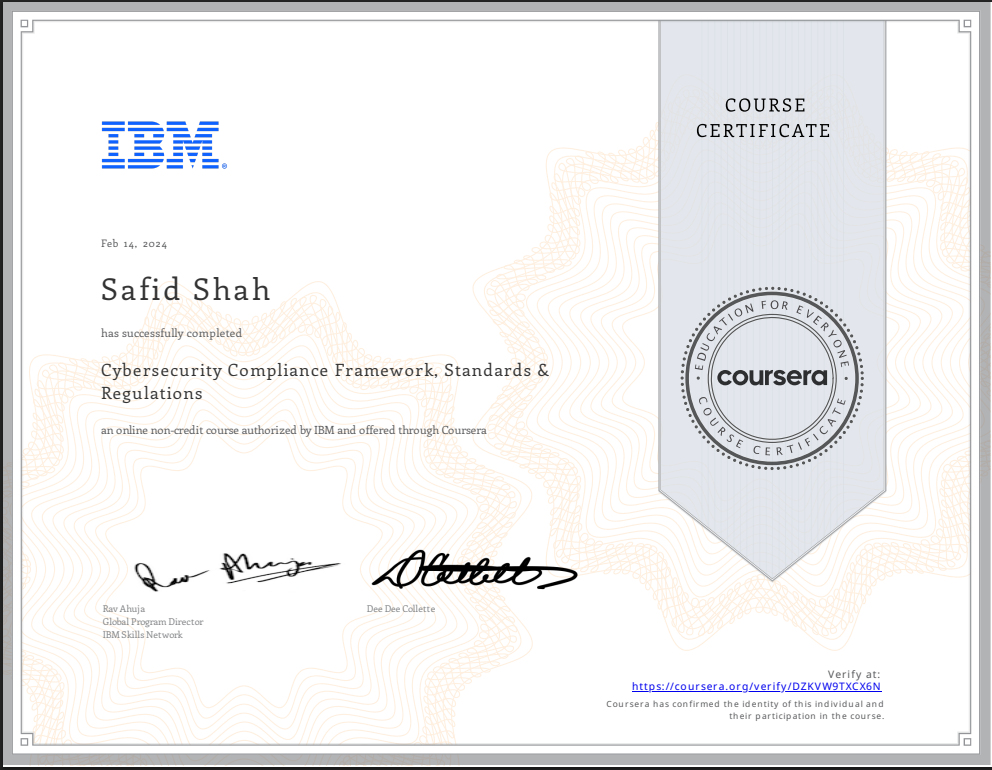 COURSE
CERTIFICATE
IBM®
Feb 14, 2024
Safid Shah
has successfully completed
Cybersecurity Compliance Framework, Standards &
Regulations
an online non-credit course authorized by IBM and offered through Coursera
EDUCATION FOR EVERYONE
coursera
COURSE CERTIFICATE
Rav Ahuja
Rav Ahuja
Global Program Director
IBM Skills Network
Dee Dee Collette
Verify at:
https://coursera.org/verify/DZKVW9TXCX6N
Coursera has confirmed the identity of this individual and
their participation in the course.